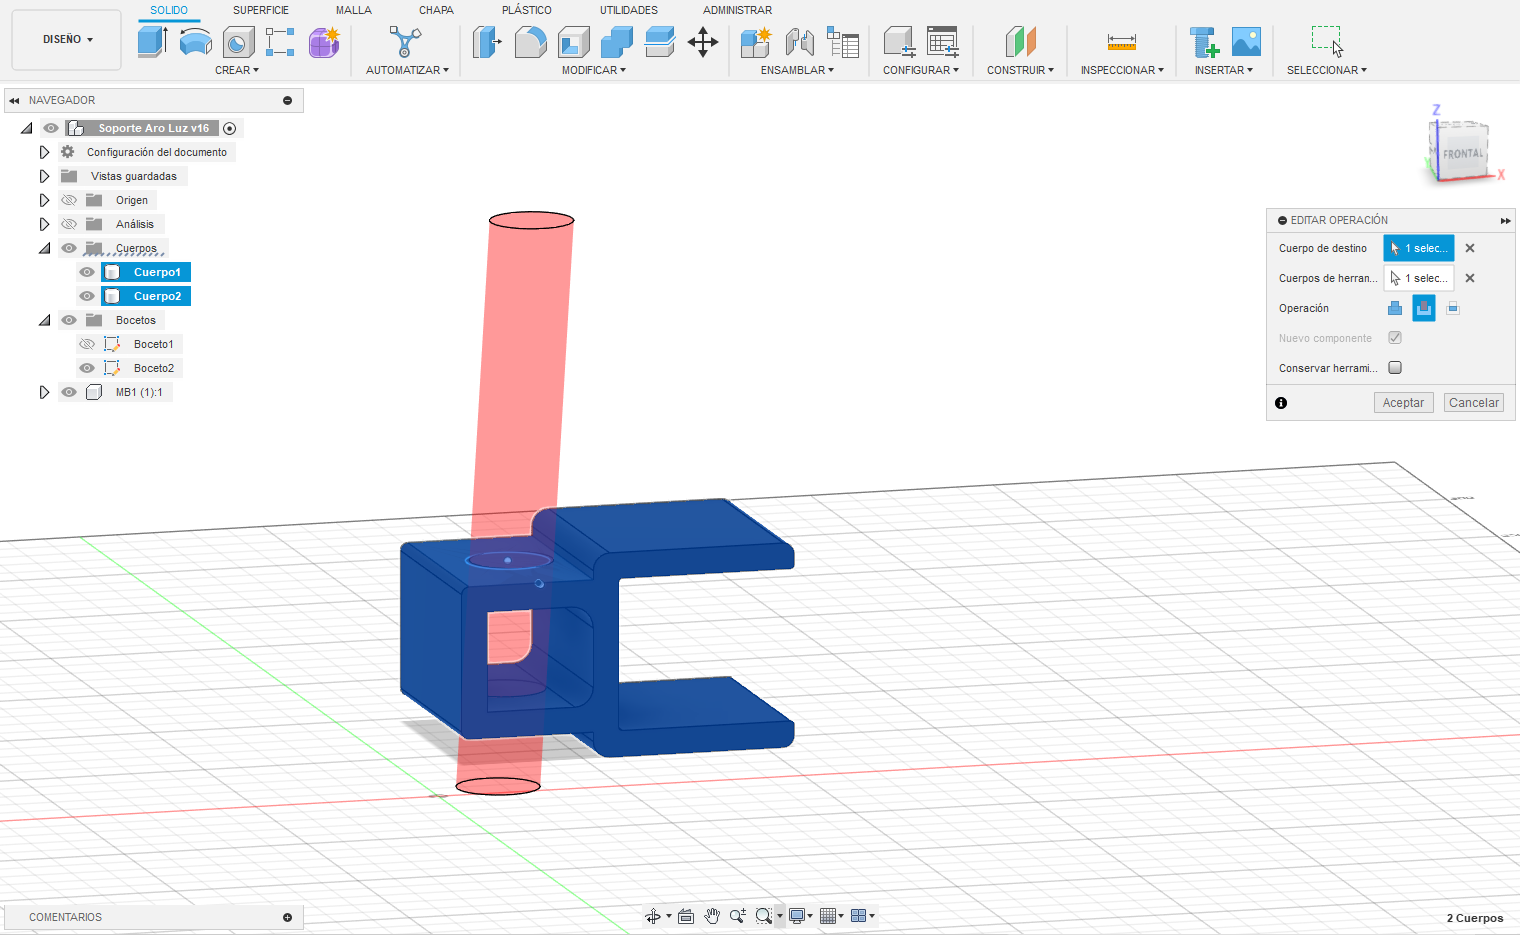 SOLIDO SUPERFICIE MALLA CHAPA PLÁSTICO UTILIDADES ADMINISTRAR
DISEÑO
CREAR AUTOMATIZAR MODIFICAR ENSAMBLAR CONFIGURAR CONSTRUIR INSPECCIONAR INSERTAR SELECCIONAR
NAVEGADOR
Soporte Aro Luz v16
Configuración del documento
Vistas guardadas
Origen
Análisis
Cuerpos
Cuerpo1
Cuerpo2
Bocetos
Boceto1
Boceto2
MB1 (1):1
Z
FRONTAL
Y
X
EDITAR OPERACIÓN
Cuerpo de destino 1 selec...
Cuerpos de herran... 1 selec...
Operación
Nuevo componente
Conservar herrami...
Aceptar Cancelar
COMENTARIOS
2 Cuerpos